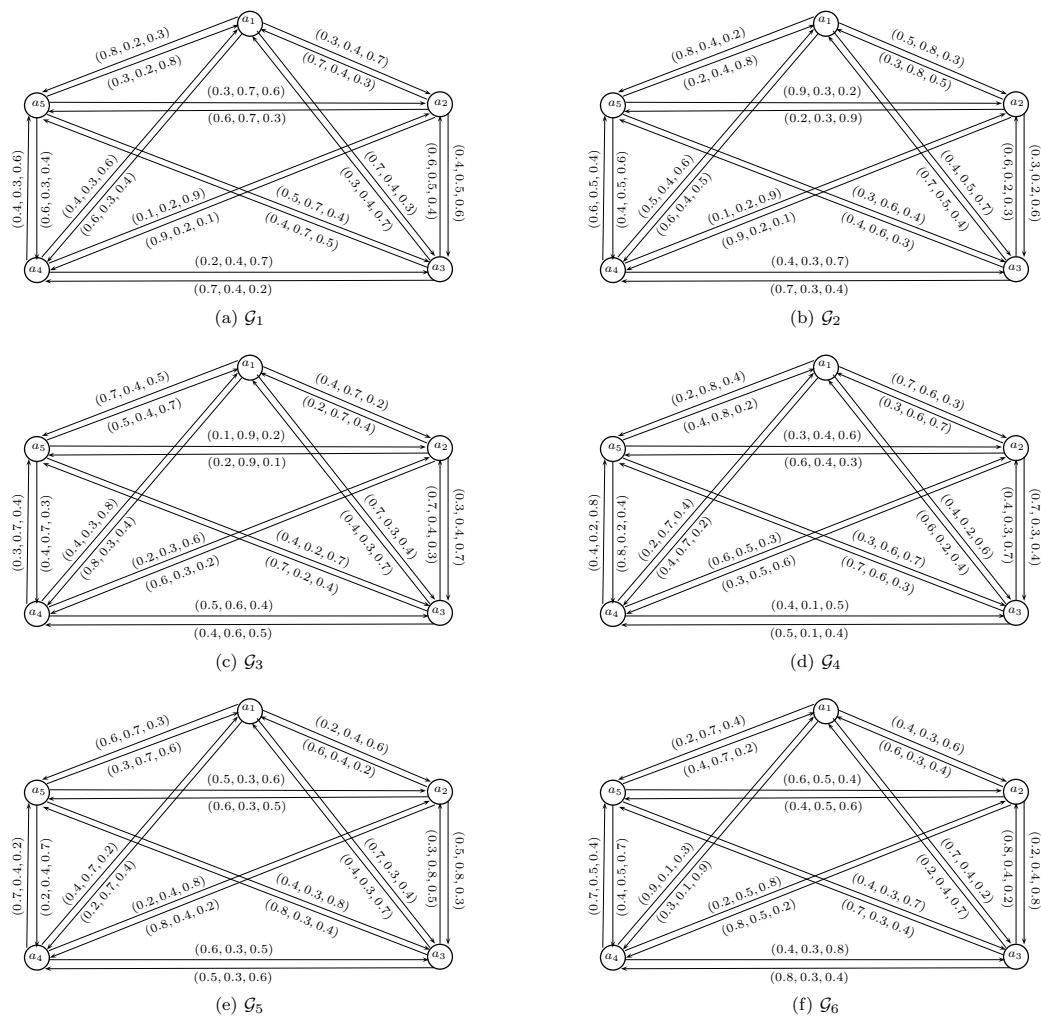 a₁
(0.8, 0.2, 0.3)
(0.3, 0.2, 0.8)
(0.3, 0.4, 0.7)
(0.7, 0.4, 0.3)
a₅
(0.3, 0.7, 0.6)
(0.6, 0.7, 0.3)
a₂
(0.4, 0.3, 0.6)
(0.6, 0.3, 0.4)
(0.4, 0.3, 0.6)
(0.6, 0.3, 0.4)
(0.1, 0.2, 0.9)
(0.9, 0.2, 0.1)
(0.5, 0.7, 0.4)
(0.4, 0.7, 0.5)
(0.7, 0.4, 0.3)
(0.3, 0.4, 0.7)
(0.6, 0.5, 0.4)
(0.4, 0.5, 0.6)
a₄
(0.2, 0.4, 0.7)
(0.7, 0.4, 0.2)
a₃
(a) 𝒢₁
a₁
(0.8, 0.4, 0.2)
(0.2, 0.4, 0.8)
(0.5, 0.8, 0.3)
(0.3, 0.8, 0.5)
a₅
(0.9, 0.3, 0.2)
(0.2, 0.3, 0.9)
a₂
(0.6, 0.5, 0.4)
(0.4, 0.5, 0.6)
(0.5, 0.4, 0.6)
(0.6, 0.4, 0.5)
(0.1, 0.2, 0.9)
(0.9, 0.2, 0.1)
(0.3, 0.6, 0.4)
(0.4, 0.6, 0.3)
(0.4, 0.5, 0.7)
(0.7, 0.5, 0.4)
(0.6, 0.2, 0.3)
(0.3, 0.2, 0.6)
a₄
(0.4, 0.3, 0.7)
(0.7, 0.3, 0.4)
a₃
(b) 𝒢₂
a₁
(0.7, 0.4, 0.5)
(0.5, 0.4, 0.7)
(0.4, 0.7, 0.2)
(0.2, 0.7, 0.4)
a₅
(0.1, 0.9, 0.2)
(0.2, 0.9, 0.1)
a₂
(0.3, 0.7, 0.4)
(0.4, 0.7, 0.3)
(0.4, 0.3, 0.8)
(0.8, 0.3, 0.4)
(0.2, 0.3, 0.6)
(0.6, 0.3, 0.2)
(0.4, 0.2, 0.7)
(0.7, 0.2, 0.4)
(0.7, 0.3, 0.4)
(0.4, 0.3, 0.7)
(0.7, 0.4, 0.3)
(0.3, 0.4, 0.7)
a₄
(0.5, 0.6, 0.4)
(0.4, 0.6, 0.5)
a₃
(c) 𝒢₃
a₁
(0.2, 0.8, 0.4)
(0.4, 0.8, 0.2)
(0.7, 0.6, 0.3)
(0.3, 0.6, 0.7)
a₅
(0.3, 0.4, 0.6)
(0.6, 0.4, 0.3)
a₂
(0.4, 0.2, 0.8)
(0.8, 0.2, 0.4)
(0.2, 0.7, 0.4)
(0.4, 0.7, 0.2)
(0.6, 0.5, 0.3)
(0.3, 0.5, 0.6)
(0.3, 0.6, 0.7)
(0.7, 0.6, 0.3)
(0.4, 0.2, 0.6)
(0.6, 0.2, 0.4)
(0.4, 0.3, 0.7)
(0.7, 0.3, 0.4)
a₄
(0.4, 0.1, 0.5)
(0.5, 0.1, 0.4)
a₃
(d) 𝒢₄
a₁
(0.6, 0.7, 0.3)
(0.3, 0.7, 0.6)
(0.2, 0.4, 0.6)
(0.6, 0.4, 0.2)
a₅
(0.5, 0.3, 0.6)
(0.6, 0.3, 0.5)
a₂
(0.7, 0.4, 0.2)
(0.2, 0.4, 0.7)
(0.4, 0.7, 0.2)
(0.2, 0.7, 0.4)
(0.2, 0.4, 0.8)
(0.8, 0.4, 0.2)
(0.4, 0.3, 0.8)
(0.8, 0.3, 0.4)
(0.7, 0.3, 0.4)
(0.4, 0.3, 0.7)
(0.3, 0.8, 0.5)
(0.5, 0.8, 0.3)
a₄
(0.6, 0.3, 0.5)
(0.5, 0.3, 0.6)
a₃
(e) 𝒢₅
a₁
(0.2, 0.7, 0.4)
(0.4, 0.7, 0.2)
(0.4, 0.3, 0.6)
(0.6, 0.3, 0.4)
a₅
(0.6, 0.5, 0.4)
(0.4, 0.5, 0.6)
a₂
(0.7, 0.5, 0.4)
(0.4, 0.5, 0.7)
(0.9, 0.1, 0.3)
(0.3, 0.1, 0.9)
(0.2, 0.5, 0.8)
(0.8, 0.5, 0.2)
(0.4, 0.3, 0.7)
(0.7, 0.3, 0.4)
(0.7, 0.4, 0.2)
(0.2, 0.4, 0.7)
(0.8, 0.4, 0.2)
(0.2, 0.4, 0.8)
a₄
(0.4, 0.3, 0.8)
(0.8, 0.3, 0.4)
a₃
(f) 𝒢₆